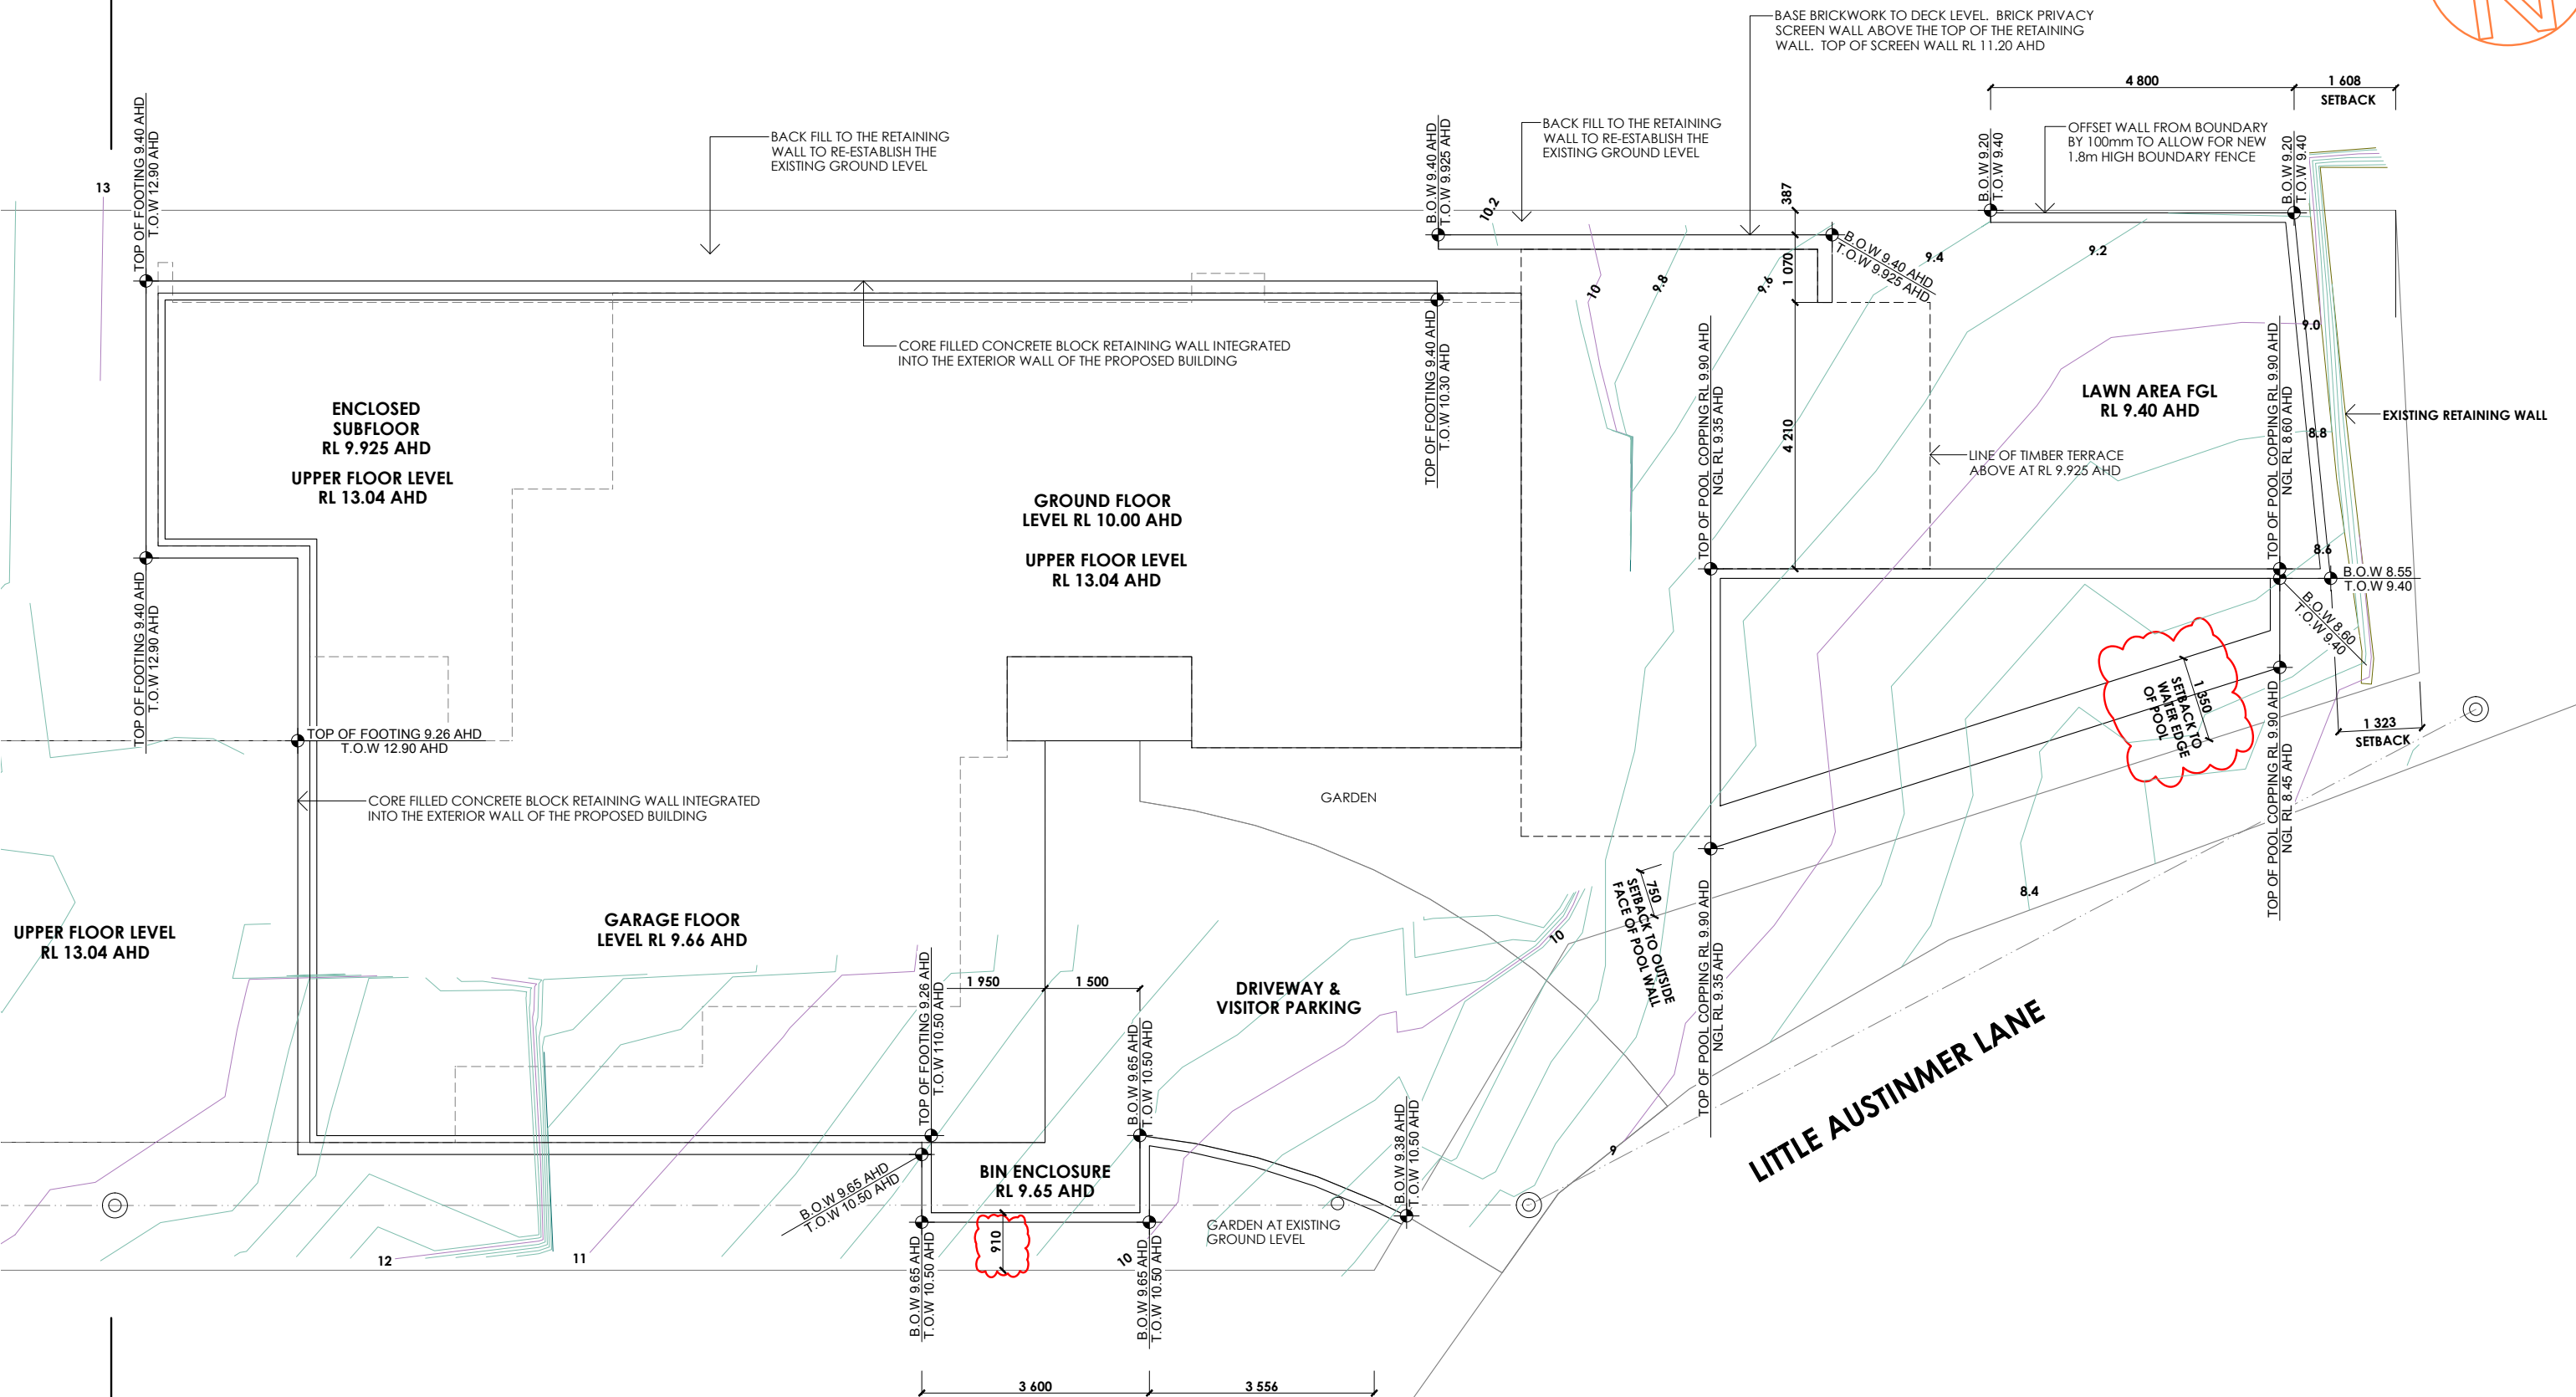 BASE BRICKWORK TO DECK LEVEL.  BRICK PRIVACY
SCREEN WALL ABOVE THE TOP OF THE RETAINING
WALL.  TOP OF SCREEN WALL RL 11.20 AHD
4 800
1 608
SETBACK
BACK FILL TO THE RETAINING
WALL TO RE-ESTABLISH THE
EXISTING GROUND LEVEL
BACK FILL TO THE RETAINING
WALL TO RE-ESTABLISH THE
EXISTING GROUND LEVEL
OFFSET WALL FROM BOUNDARY
BY 100mm TO ALLOW FOR NEW
1.8m HIGH BOUNDARY FENCE
TOP OF FOOTING 9.40 AHD
T.O.W 12.90 AHD
B.O.W 9.40 AHD
T.O.W 9.925 AHD
B.O.W 9.20
T.O.W 9.40
B.O.W 9.20
T.O.W 9.40
13
10.2
387
1 070
B.O.W 9.40 AHD
T.O.W 9.925 AHD
9.4
9.2
10
9.8
9.6
9.0
CORE FILLED CONCRETE BLOCK RETAINING WALL INTEGRATED
INTO THE EXTERIOR WALL OF THE PROPOSED BUILDING
TOP OF FOOTING 9.40 AHD
T.O.W 10.30 AHD
ENCLOSED
SUBFLOOR
RL 9.925 AHD
UPPER FLOOR LEVEL
RL 13.04 AHD
GROUND FLOOR
LEVEL RL 10.00 AHD
UPPER FLOOR LEVEL
RL 13.04 AHD
TOP OF POOL COPPING RL 9.90 AHD
NGL RL 9.35 AHD
4 210
LAWN AREA FGL
RL 9.40 AHD
TOP OF POOL COPPING RL 9.90 AHD
NGL RL 8.60 AHD
EXISTING RETAINING WALL
8.8
LINE OF TIMBER TERRACE
ABOVE AT RL 9.925 AHD
8.6
B.O.W 8.55
T.O.W 9.40
B.O.W 8.60
T.O.W 9.40
TOP OF FOOTING 9.40 AHD
T.O.W 12.90 AHD
TOP OF FOOTING 9.26 AHD
T.O.W 12.90 AHD
1 350
SETBACK TO
WATER EDGE
OF POOL
1 323
SETBACK
TOP OF POOL COPPING RL 9.90 AHD
NGL RL 8.45 AHD
CORE FILLED CONCRETE BLOCK RETAINING WALL INTEGRATED
INTO THE EXTERIOR WALL OF THE PROPOSED BUILDING
GARDEN
8.4
750
SETBACK TO OUTSIDE
FACE OF POOL WALL
TOP OF POOL COPPING RL 9.90 AHD
NGL RL 9.35 AHD
UPPER FLOOR LEVEL
RL 13.04 AHD
GARAGE FLOOR
LEVEL RL 9.66 AHD
10
TOP OF FOOTING 9.26 AHD
T.O.W 110.50 AHD
1 950
1 500
DRIVEWAY &
VISITOR PARKING
B.O.W 9.65 AHD
T.O.W 10.50 AHD
LITTLE AUSTINMER LANE
B.O.W 9.38 AHD
T.O.W 10.50 AHD
9
BIN ENCLOSURE
RL 9.65 AHD
B.O.W 9.65 AHD
T.O.W 10.50 AHD
GARDEN AT EXISTING
GROUND LEVEL
910
12
11
10
B.O.W 9.65 AHD
T.O.W 10.50 AHD
B.O.W 9.65 AHD
T.O.W 10.50 AHD
3 600
3 556